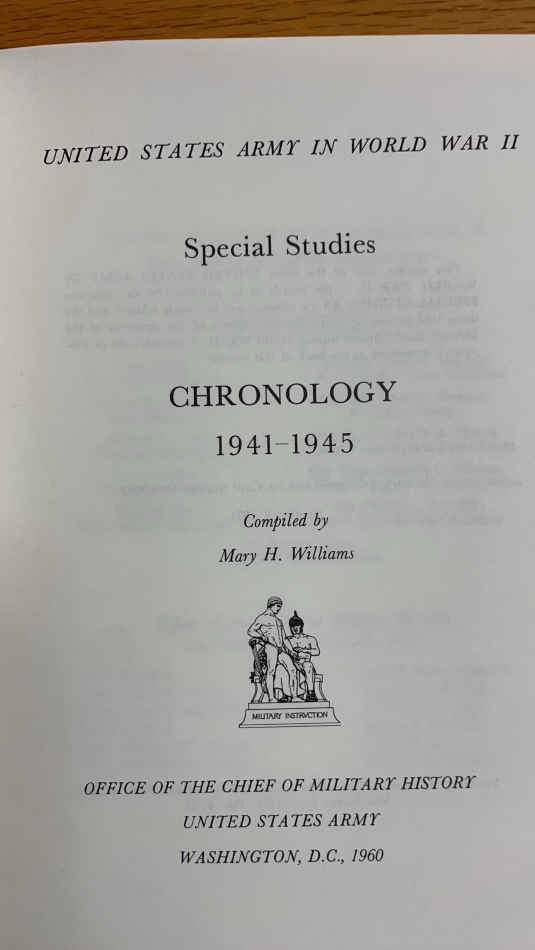 UNITED STATES ARMY IN WORLD WAR II
Special Studies
CHRONOLOGY
1941–1945
Compiled by
Mary H. Williams
MILITARY INSTRVCTION
OFFICE OF THE CHIEF OF MILITARY HISTORY
UNITED STATES ARMY
WASHINGTON, D.C., 1960